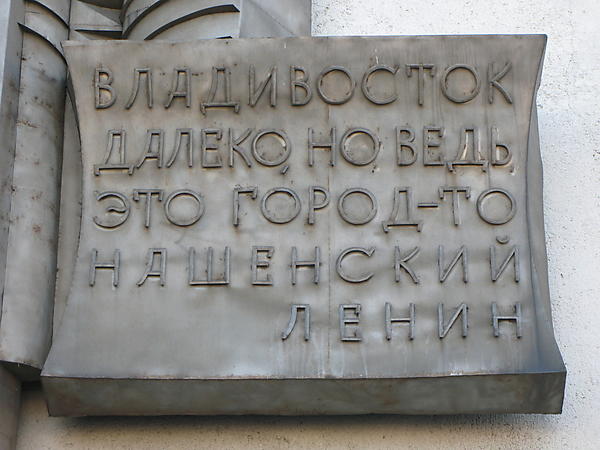 ВЛАДИВОСТОК
ДАЛЕКО, НО ВЕДЬ
ЭТО ГОРОД-ТО
НАШЕНСКИЙ
ЛЕНИН